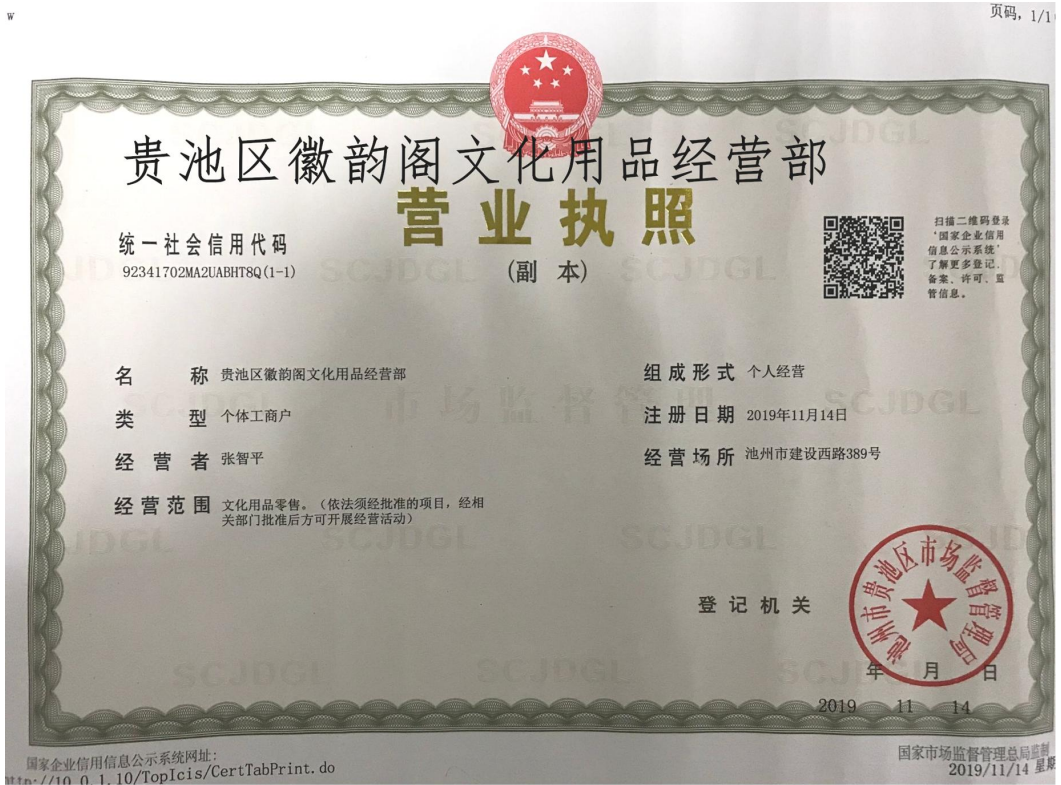 w
页码，1/1
贵池区徽韵阁文化用品经营部
营业执照
(副 本)
统一社会信用代码
92341702MA2UABHT8Q(1-1)
扫描二维码登录
‘国家企业信用
信息公示系统’
了解更多登记、
备案、许可、监
管信息。
名 称 贵池区徽韵阁文化用品经营部
类 型 个体工商户
经 营 者 张智平
经营范围 文化用品零售。（依法须经批准的项目，经相
关部门批准后方可开展经营活动）
组成形式 个人经营
注册日期 2019年11月14日
经营场所 池州市建设西路389号
市场监督管理
SCJDGL
登记机关
池州市贵池区市场监督管理局
年 月 日
2019 11 14
国家企业信用信息公示系统网址：
http://10.0.1.10/TopIcis/CertTabPrint.do
国家市场监督管理总局监制
2019/11/14 星期